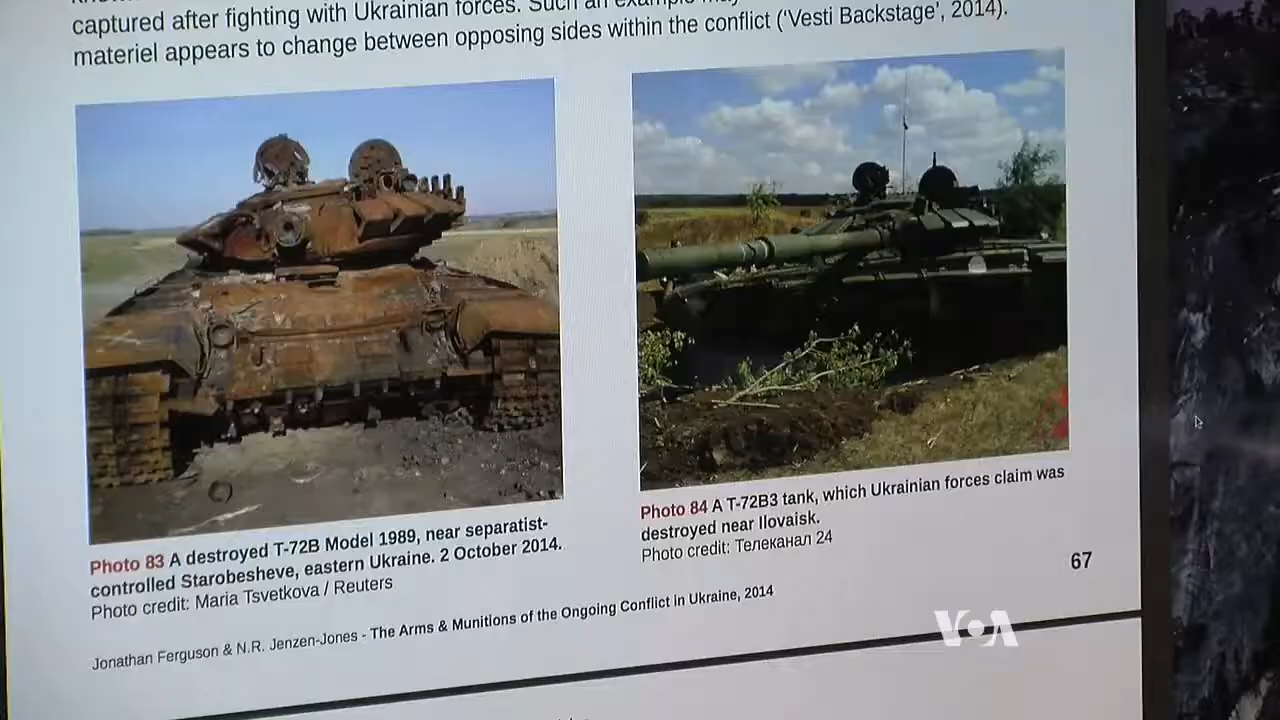 captured after fighting with Ukrainian forces. Such an example
materiel appears to change between opposing sides within the conflict (‘Vesti Backstage’, 2014).
Photo 83 A destroyed T-72B Model 1989, near separatist-
controlled Starobesheve, eastern Ukraine. 2 October 2014.
Photo credit: Maria Tsvetkova / Reuters
Photo 84 A T-72B3 tank, which Ukrainian forces claim was
destroyed near Ilovaisk.
Photo credit: Телеканал 24
67
Jonathan Ferguson & N.R. Jenzen-Jones - The Arms & Munitions of the Ongoing Conflict in Ukraine, 2014
VOA